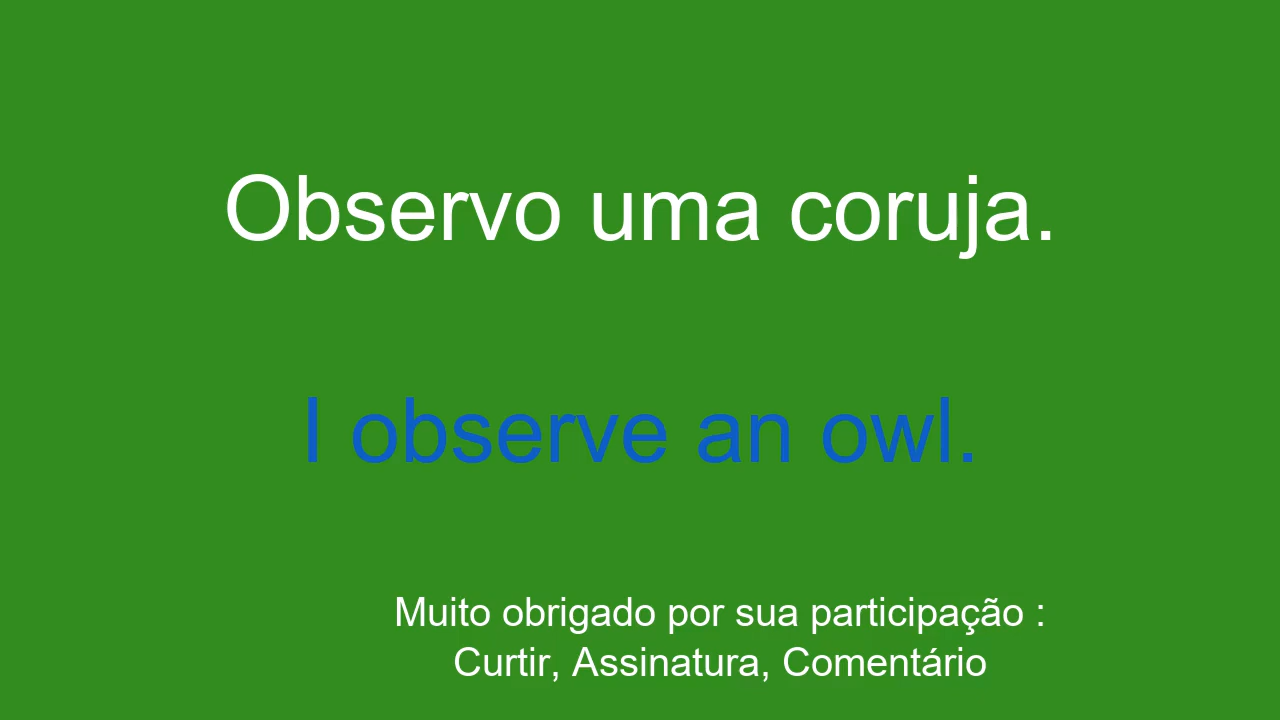 Observo uma coruja.
I observe an owl.
Muito obrigado por sua participação :
Curtir, Assinatura, Comentário